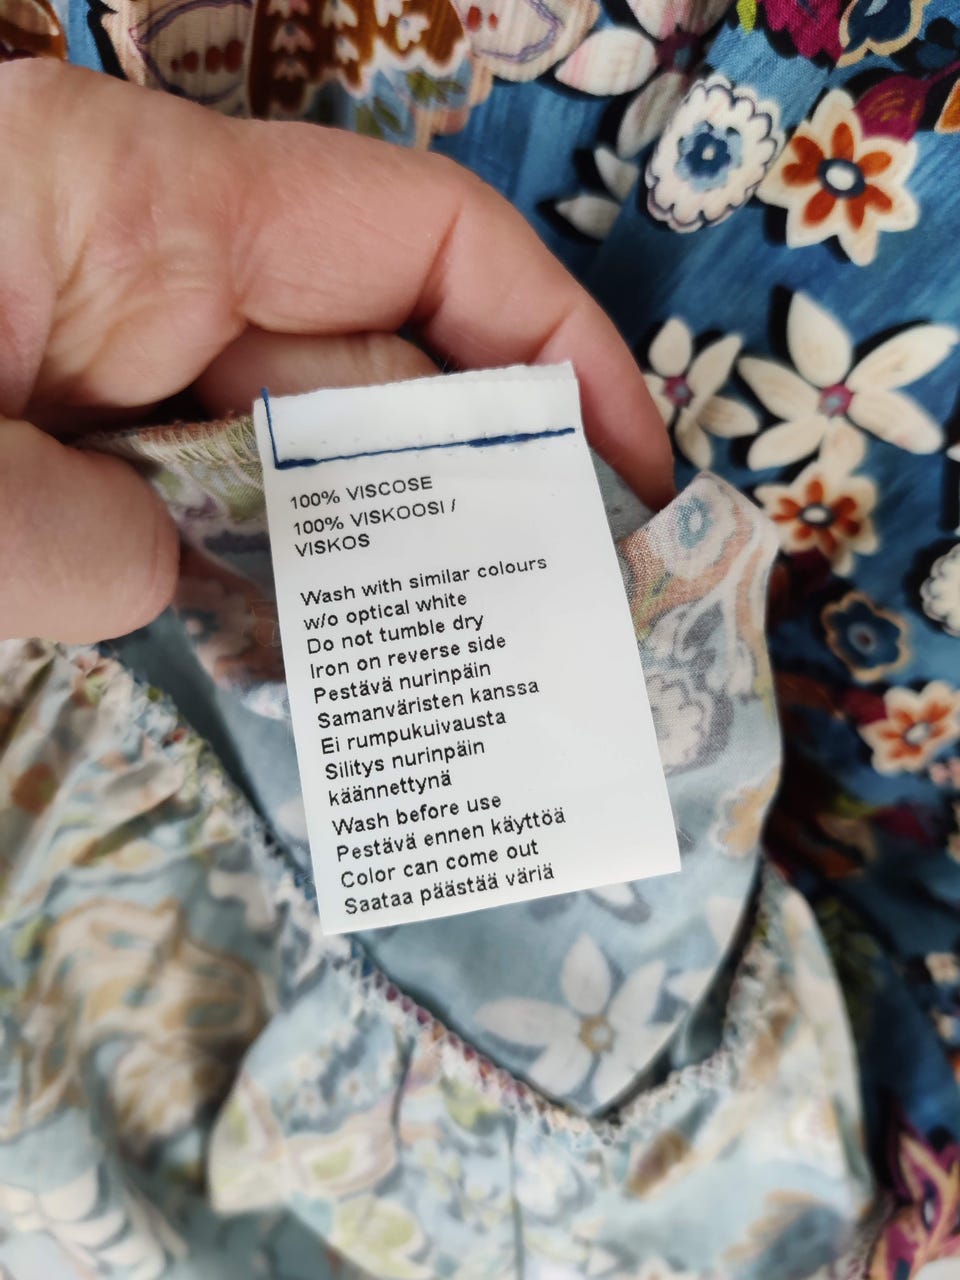 100% VISCOSE
100% VISKOOSI /
VISKOS
Wash with similar colours
w/o optical white
Do not tumble dry
Iron on reverse side
Pestävä nurinpäin
Samanväristen kanssa
Ei rumpukuivausta
Silitys nurinpäin
käännettynä
Wash before use
Pestävä ennen käyttöä
Color can come out
Saataa päästää väriä